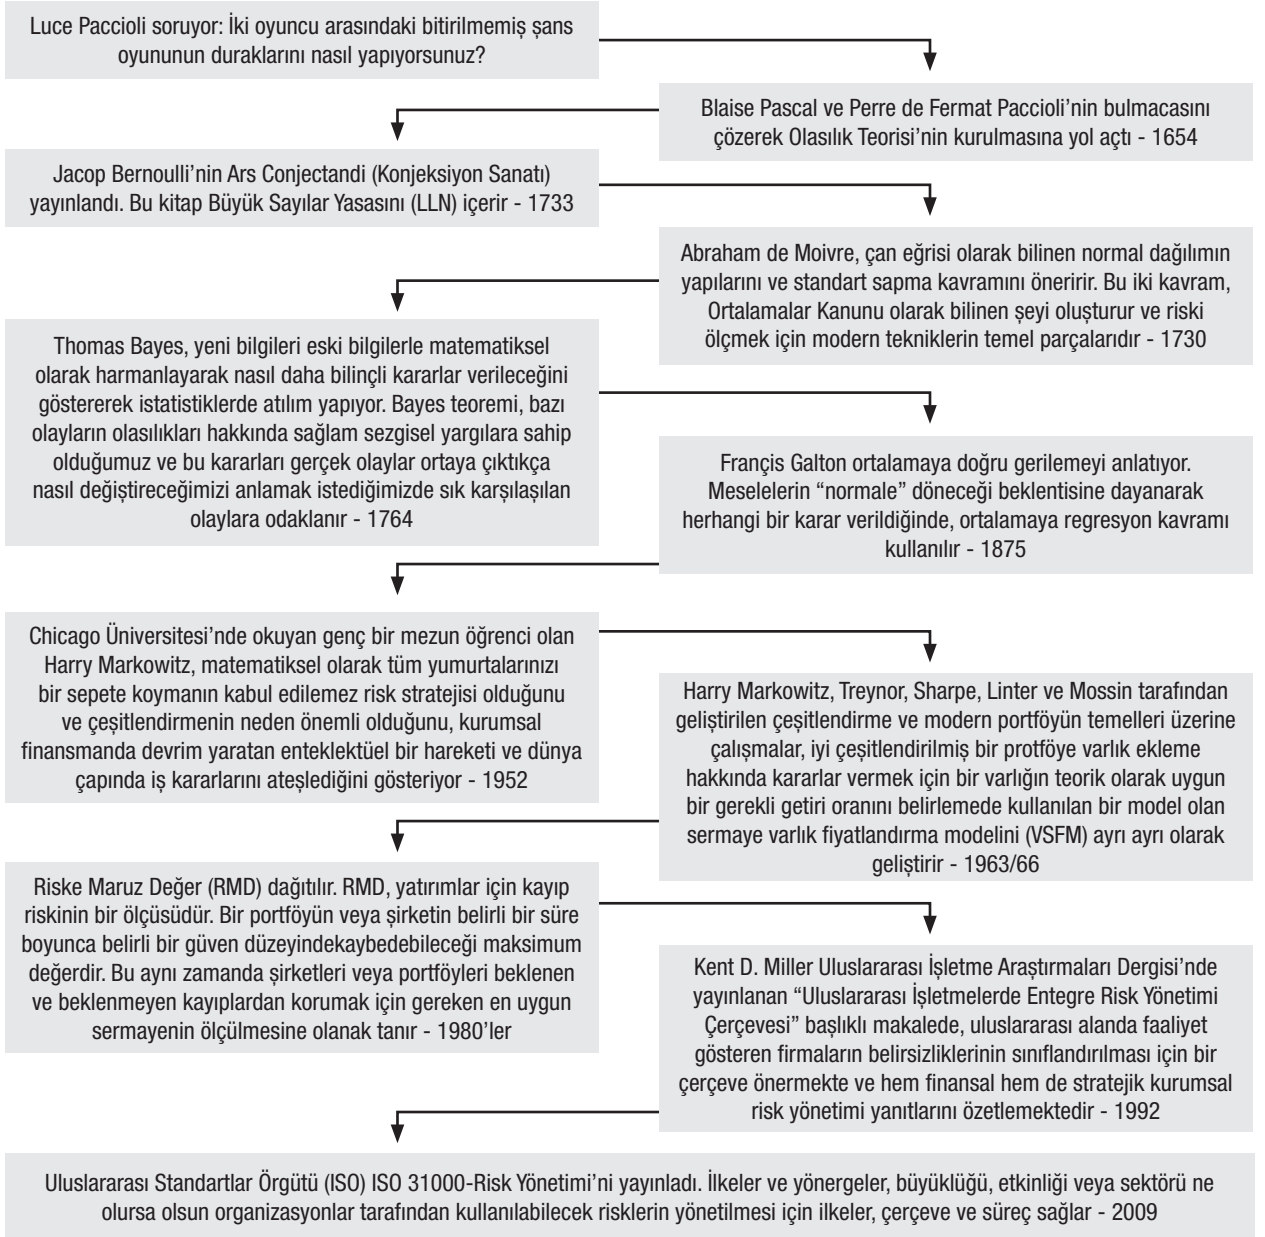 Luce Paccioli soruyor: İki oyuncu arasındaki bitirilmemiş şans
oyununun duraklarını nasıl yapıyorsunuz?
Blaise Pascal ve Perre de Fermat Paccioli’nin bulmacasını
çözerek Olasılık Teorisi’nin kurulmasına yol açtı - 1654
Jacop Bernoulli’nin Ars Conjectandi (Konjeksiyon Sanatı)
yayınlandı. Bu kitap Büyük Sayılar Yasasını (LLN) içerir - 1733
Abraham de Moivre, çan eğrisi olarak bilinen normal dağılımın
yapılarını ve standart sapma kavramını öneririr. Bu iki kavram,
Ortalamalar Kanunu olarak bilinen şeyi oluşturur ve riski
ölçmek için modern tekniklerin temel parçalarıdır - 1730
Thomas Bayes, yeni bilgileri eski bilgilerle matematiksel
olarak harmanlayarak nasıl daha bilinçli kararlar verileceğini
göstererek istatistiklerde atılım yapıyor. Bayes teoremi, bazı
olayların olasılıkları hakkında sağlam sezgisel yargılara sahip
olduğumuz ve bu kararları gerçek olaylar ortaya çıktıkça
nasıl değiştireceğimizi anlamak istediğimizde sık karşılaşılan
olaylara odaklanır - 1764
Françis Galton ortalamaya doğru gerilemeyi anlatıyor.
Meselelerin “normale” döneceği beklentisine dayanarak
herhangi bir karar verildiğinde, ortalamaya regresyon kavramı
kullanılır - 1875
Chicago Üniversitesi’nde okuyan genç bir mezun öğrenci olan
Harry Markowitz, matematiksel olarak tüm yumurtalarınızı
bir sepete koymanın kabul edilemez risk stratejisi olduğunu
ve çeşitlendirmenin neden önemli olduğunu, kurumsal
finansmanda devrim yaratan enteklektüel bir hareketi ve dünya
çapında iş kararlarını ateşlediğini gösteriyor - 1952
Harry Markowitz, Treynor, Sharpe, Linter ve Mossin tarafından
geliştirilen çeşitlendirme ve modern portföyün temelleri üzerine
çalışmalar, iyi çeşitlendirilmiş bir protföye varlık ekleme
hakkında kararlar vermek için bir varlığın teorik olarak uygun
bir gerekli getiri oranını belirlemede kullanılan bir model olan
sermaye varlık fiyatlandırma modelini (VSFM) ayrı ayrı olarak
geliştirir - 1963/66
Riske Maruz Değer (RMD) dağıtılır. RMD, yatırımlar için kayıp
riskinin bir ölçüsüdür. Bir portföyün veya şirketin belirli bir süre
boyunca belirli bir güven düzeyindekaybedebileceği maksimum
değerdir. Bu aynı zamanda şirketleri veya portföyleri beklenen
ve beklenmeyen kayıplardan korumak için gereken en uygun
sermayenin ölçülmesine olanak tanır - 1980’ler
Kent D. Miller Uluslararası İşletme Araştırmaları Dergisi’nde
yayınlanan “Uluslararası İşletmelerde Entegre Risk Yönetimi
Çerçevesi” başlıklı makalede, uluslararası alanda faaliyet
gösteren firmaların belirsizliklerinin sınıflandırılması için bir
çerçeve önermekte ve hem finansal hem de stratejik kurumsal
risk yönetimi yanıtlarını özetlemektedir - 1992
Uluslararası Standartlar Örgütü (ISO) ISO 31000-Risk Yönetimi’ni yayınladı. İlkeler ve yönergeler, büyüklüğü, etkinliği veya sektörü ne
olursa olsun organizasyonlar tarafından kullanılabilecek risklerin yönetilmesi için ilkeler, çerçeve ve süreç sağlar - 2009